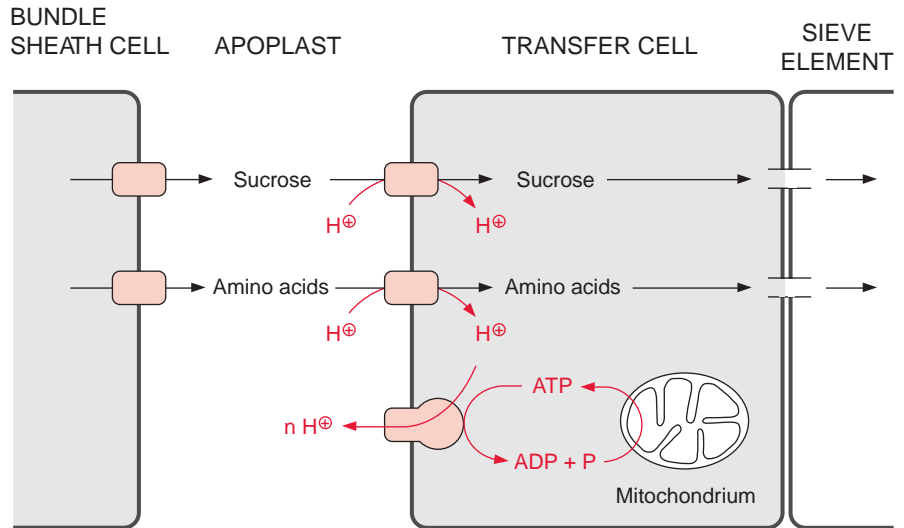 BUNDLE
SHEATH CELL
APOPLAST
TRANSFER CELL
SIEVE
ELEMENT
Sucrose
Sucrose
H⊕
H⊕
Amino acids
Amino acids
H⊕
H⊕
ATP
n H⊕
ADP + P
Mitochondrium